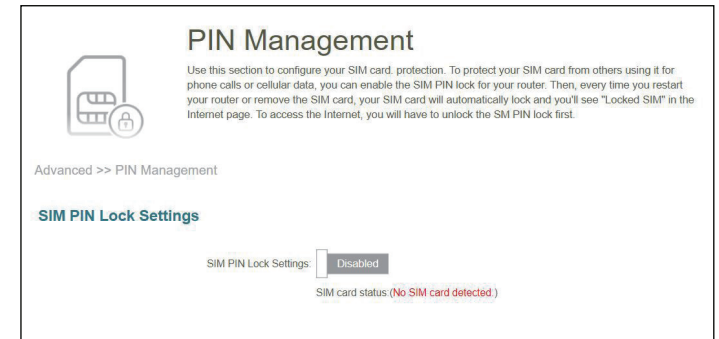 PIN Management
Use this section to configure your SIM card. protection. To protect your SIM card from others using it for
phone calls or cellular data, you can enable the SIM PIN lock for your router. Then, every time you restart
your router or remove the SIM card, your SIM card will automatically lock and you'll see "Locked SIM" in the
Internet page. To access the Internet, you will have to unlock the SM PIN lock first.
Advanced >> PIN Management
SIM PIN Lock Settings
SIM PIN Lock Settings: Disabled
SIM card status:(No SIM card detected.)